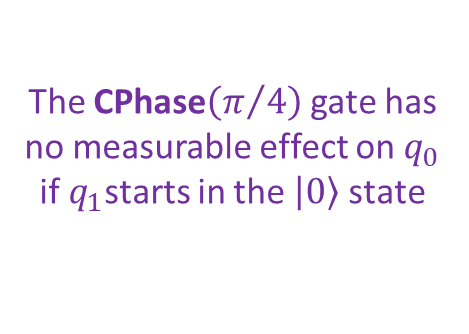 The CPhase(π/4) gate has
no measurable effect on q₀
if q₁ starts in the |0⟩ state